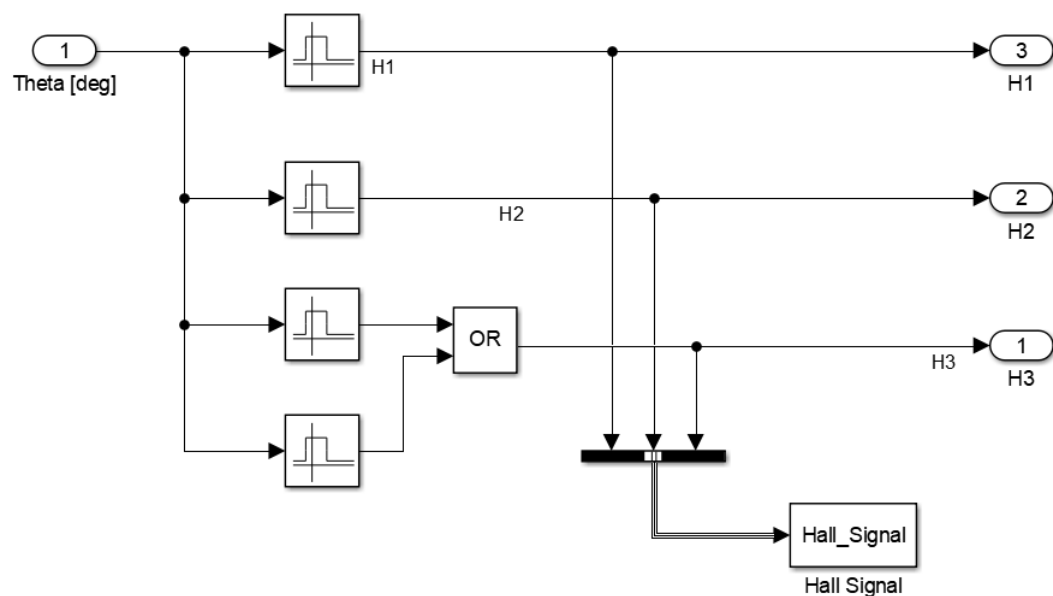 1
Theta [deg]
H1
3
H1
H2
2
H2
OR
H3
1
H3
Hall_Signal
Hall Signal